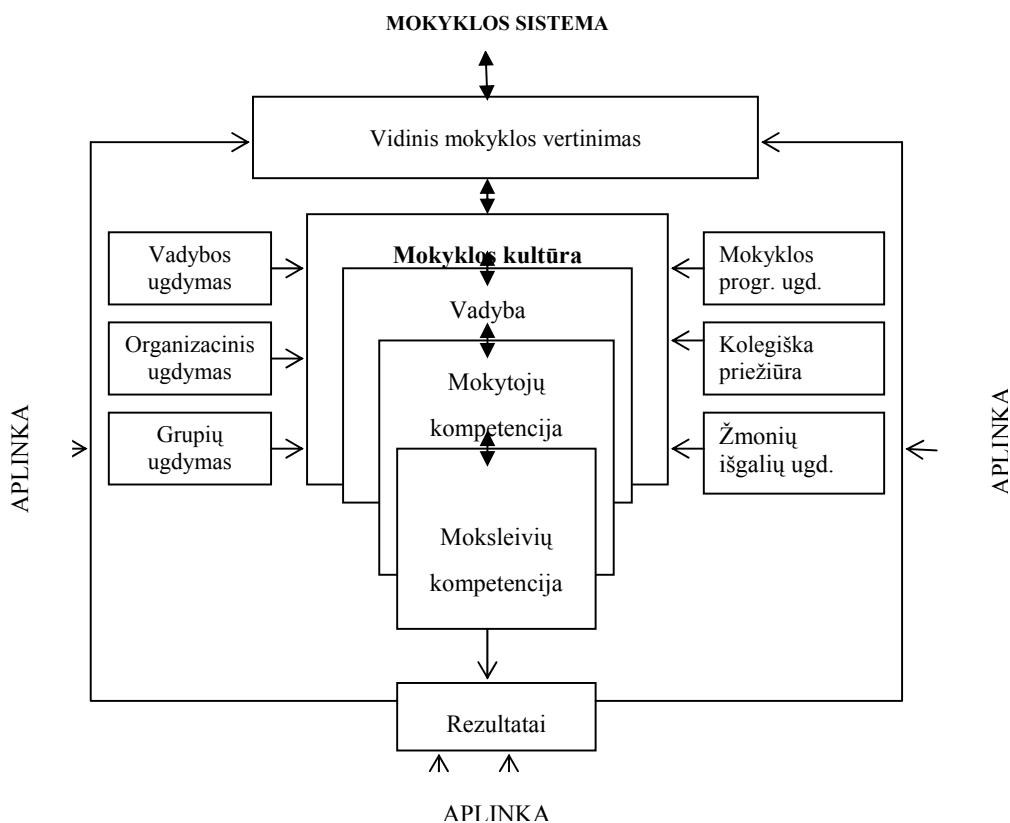 MOKYKLOS SISTEMA
Vidinis mokyklos vertinimas
Mokyklos kultūra
Vadybos
ugdymas
Mokyklos
progr. ugd.
Vadyba
Organizacinis
ugdymas
Kolegiška
priežiūra
Mokytojų
kompetencija
Grupių
ugdymas
Žmonių
išgalių ugd.
APLINKA
APLINKA
Moksleivių
kompetencija
Rezultatai
APLINKA